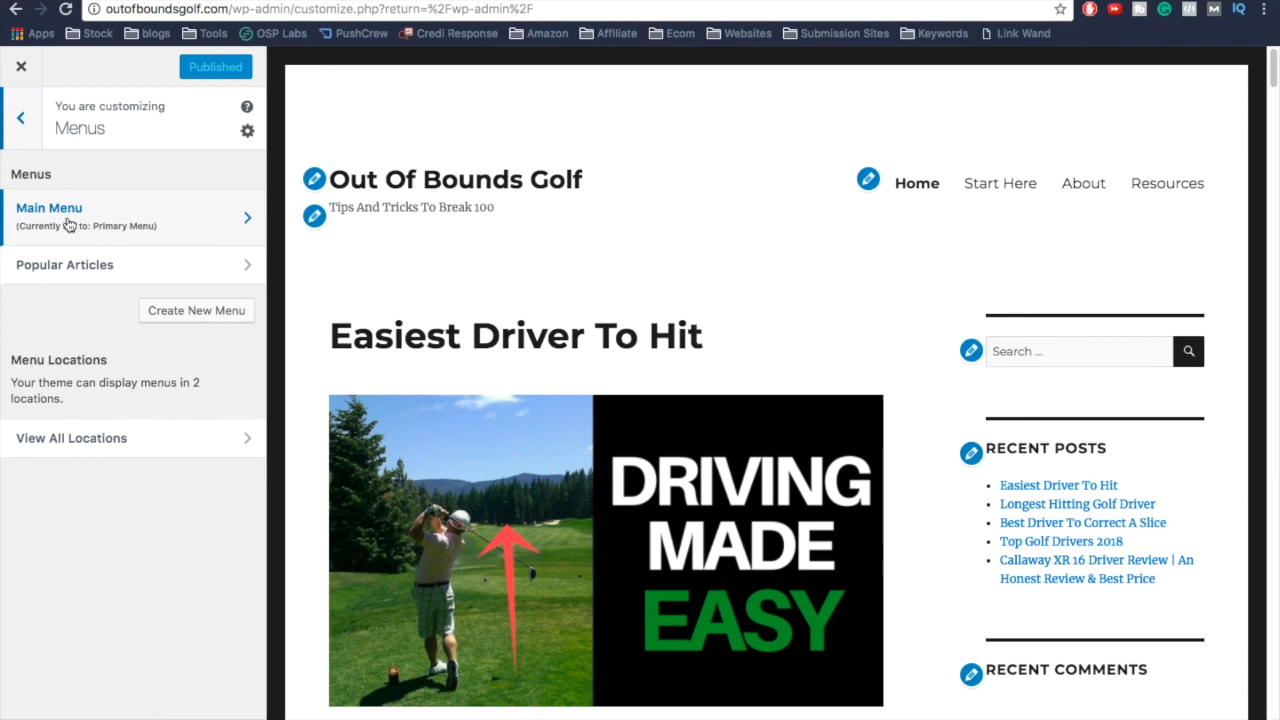 outofboundsgolf.com/wp-admin/customize.php?return=%2Fwp-admin%2F
Apps Stock blogs Tools OSP Labs PushCrew Credi Response Amazon Affiliate Ecom Websites Submission Sites Keywords Link Wand
Published
You are customizing
Menus
Menus
Main Menu
(Currently to: Primary Menu)
Popular Articles
Create New Menu
Menu Locations
Your theme can display menus in 2
locations.
View All Locations
Out Of Bounds Golf
Tips And Tricks To Break 100
Home Start Here About Resources
Easiest Driver To Hit
DRIVING
MADE
EASY
Search ...
RECENT POSTS
Easiest Driver To Hit
Longest Hitting Golf Driver
Best Driver To Correct A Slice
Top Golf Drivers 2018
Callaway XR 16 Driver Review | An
Honest Review & Best Price
RECENT COMMENTS